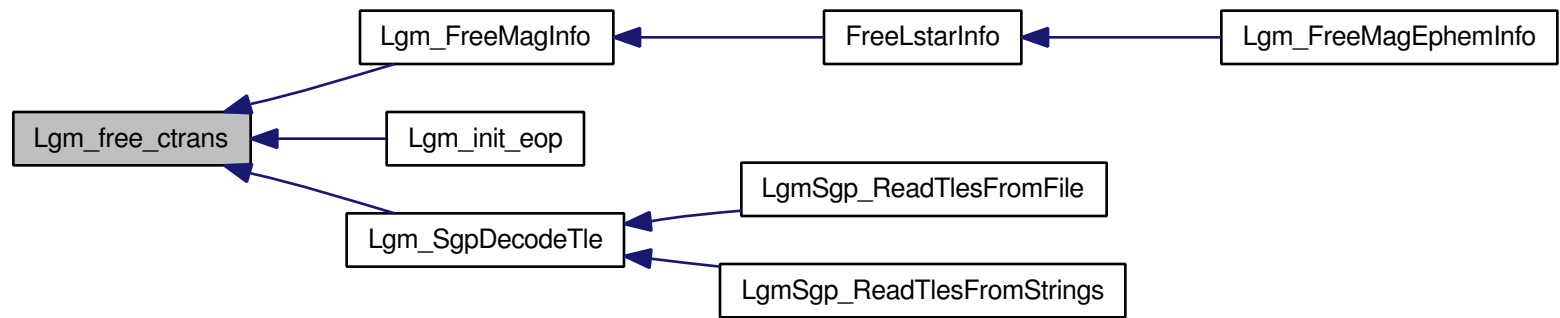 Lgm_FreeMagInfo
FreeLstarInfo
Lgm_FreeMagEphemInfo
Lgm_free_ctrans
Lgm_init_eop
LgmSgp_ReadTlesFromFile
Lgm_SgpDecodeTle
LgmSgp_ReadTlesFromStrings